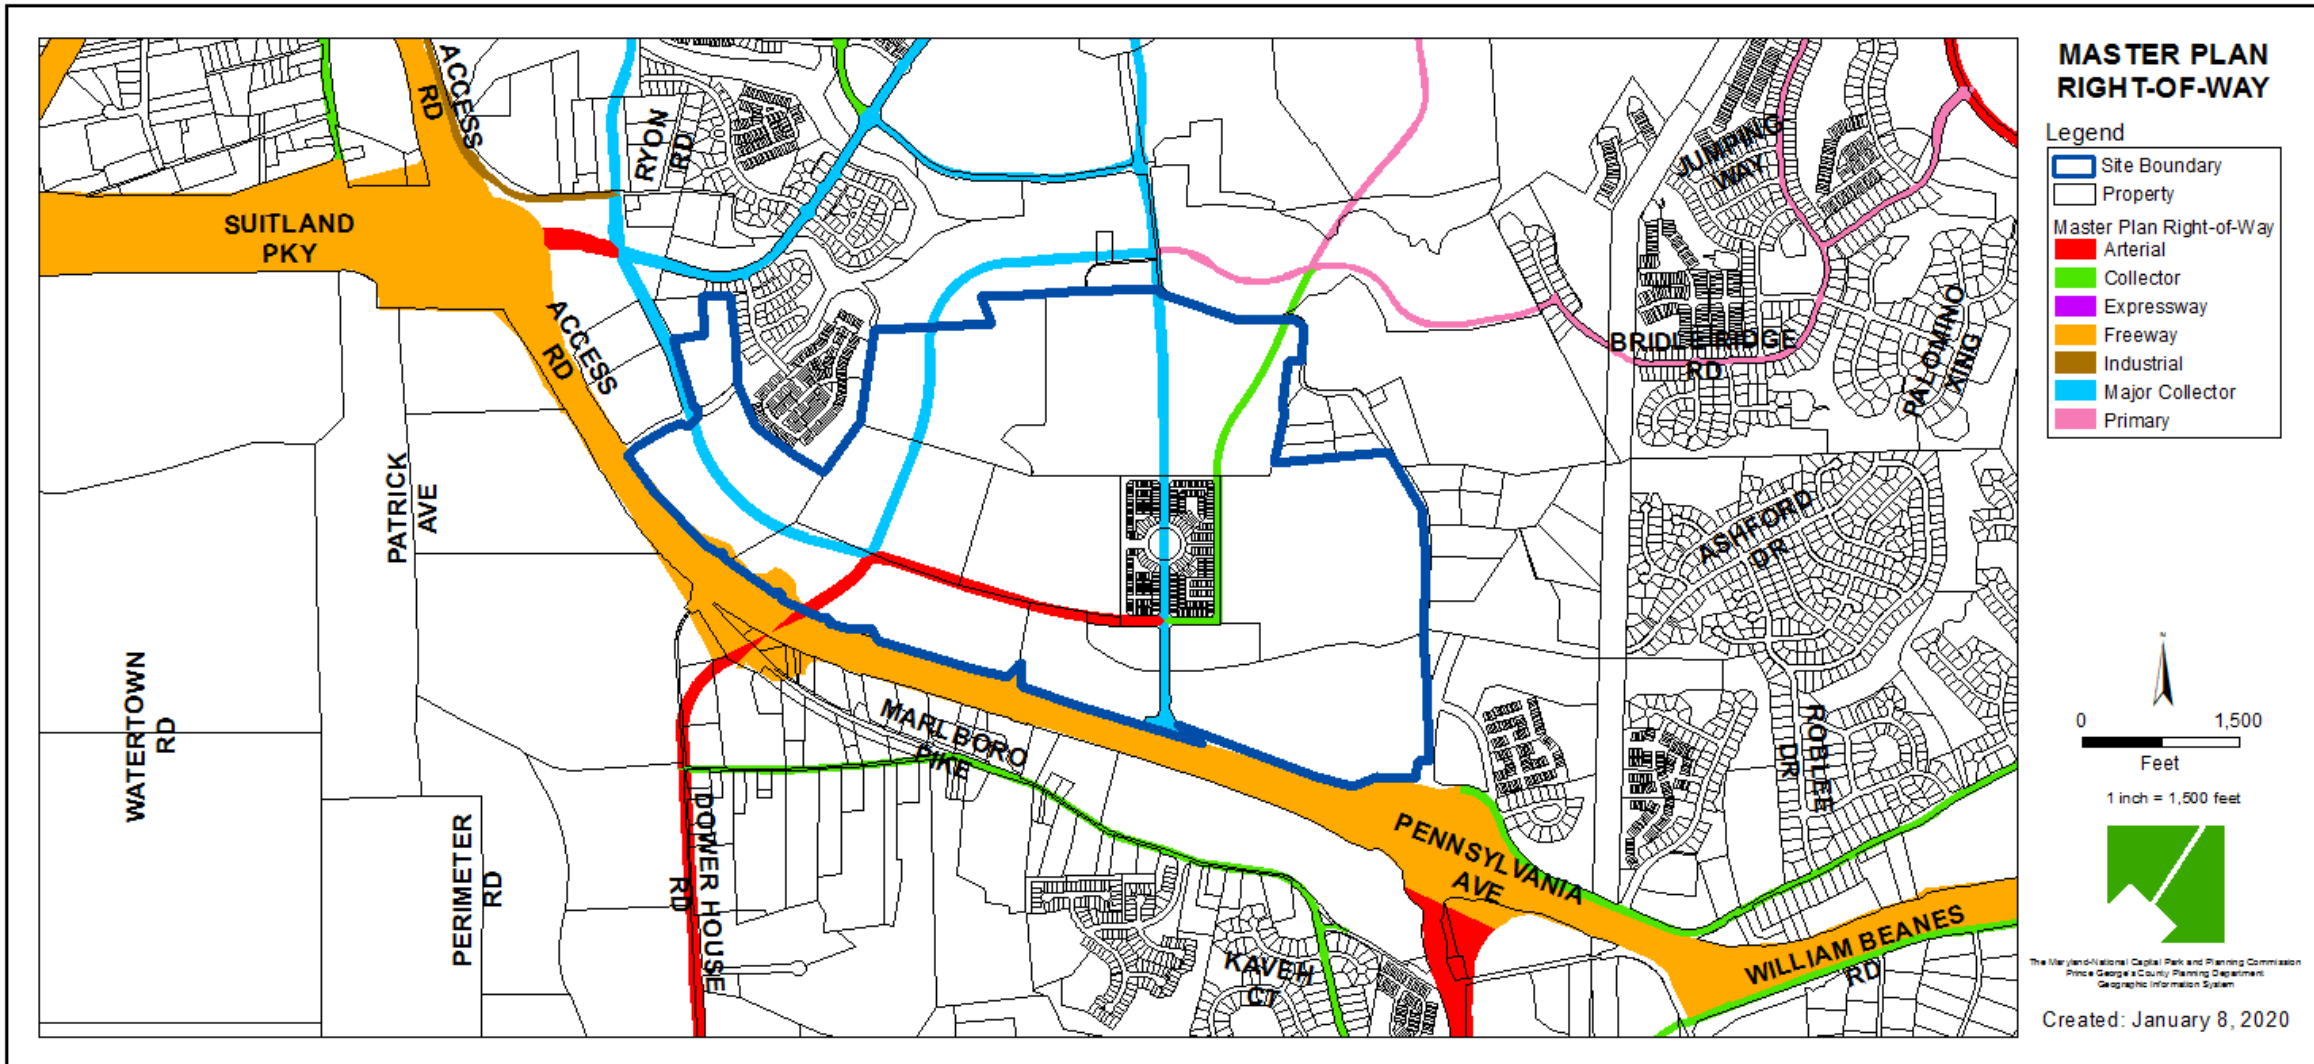 MASTER PLAN
RIGHT-OF-WAY
Legend
Site Boundary
Property
Master Plan Right-of-Way
Arterial
Collector
Expressway
Freeway
Industrial
Major Collector
Primary
ACCESS
RD
RYON
RD
SUITLAND
PKY
ACCESS
RD
JUMPING
WAY
BRIDLE RIDGE
RD
PALOMINO
XING
PATRICK
AVE
ASHFORD
DR
WATERTOWN
RD
MARLBORO
PIKE
ROBLEE
DR
PERIMETER
RD
DOWER HOUSE
RD
PENNSYLVANIA
AVE
KAVEH
CT
WILLIAM BEANES
RD
N
0 1,500
Feet
1 inch = 1,500 feet
The Maryland-National Capital Park and Planning Commission
Prince George's County Planning Department
Geographic Information System
Created: January 8, 2020